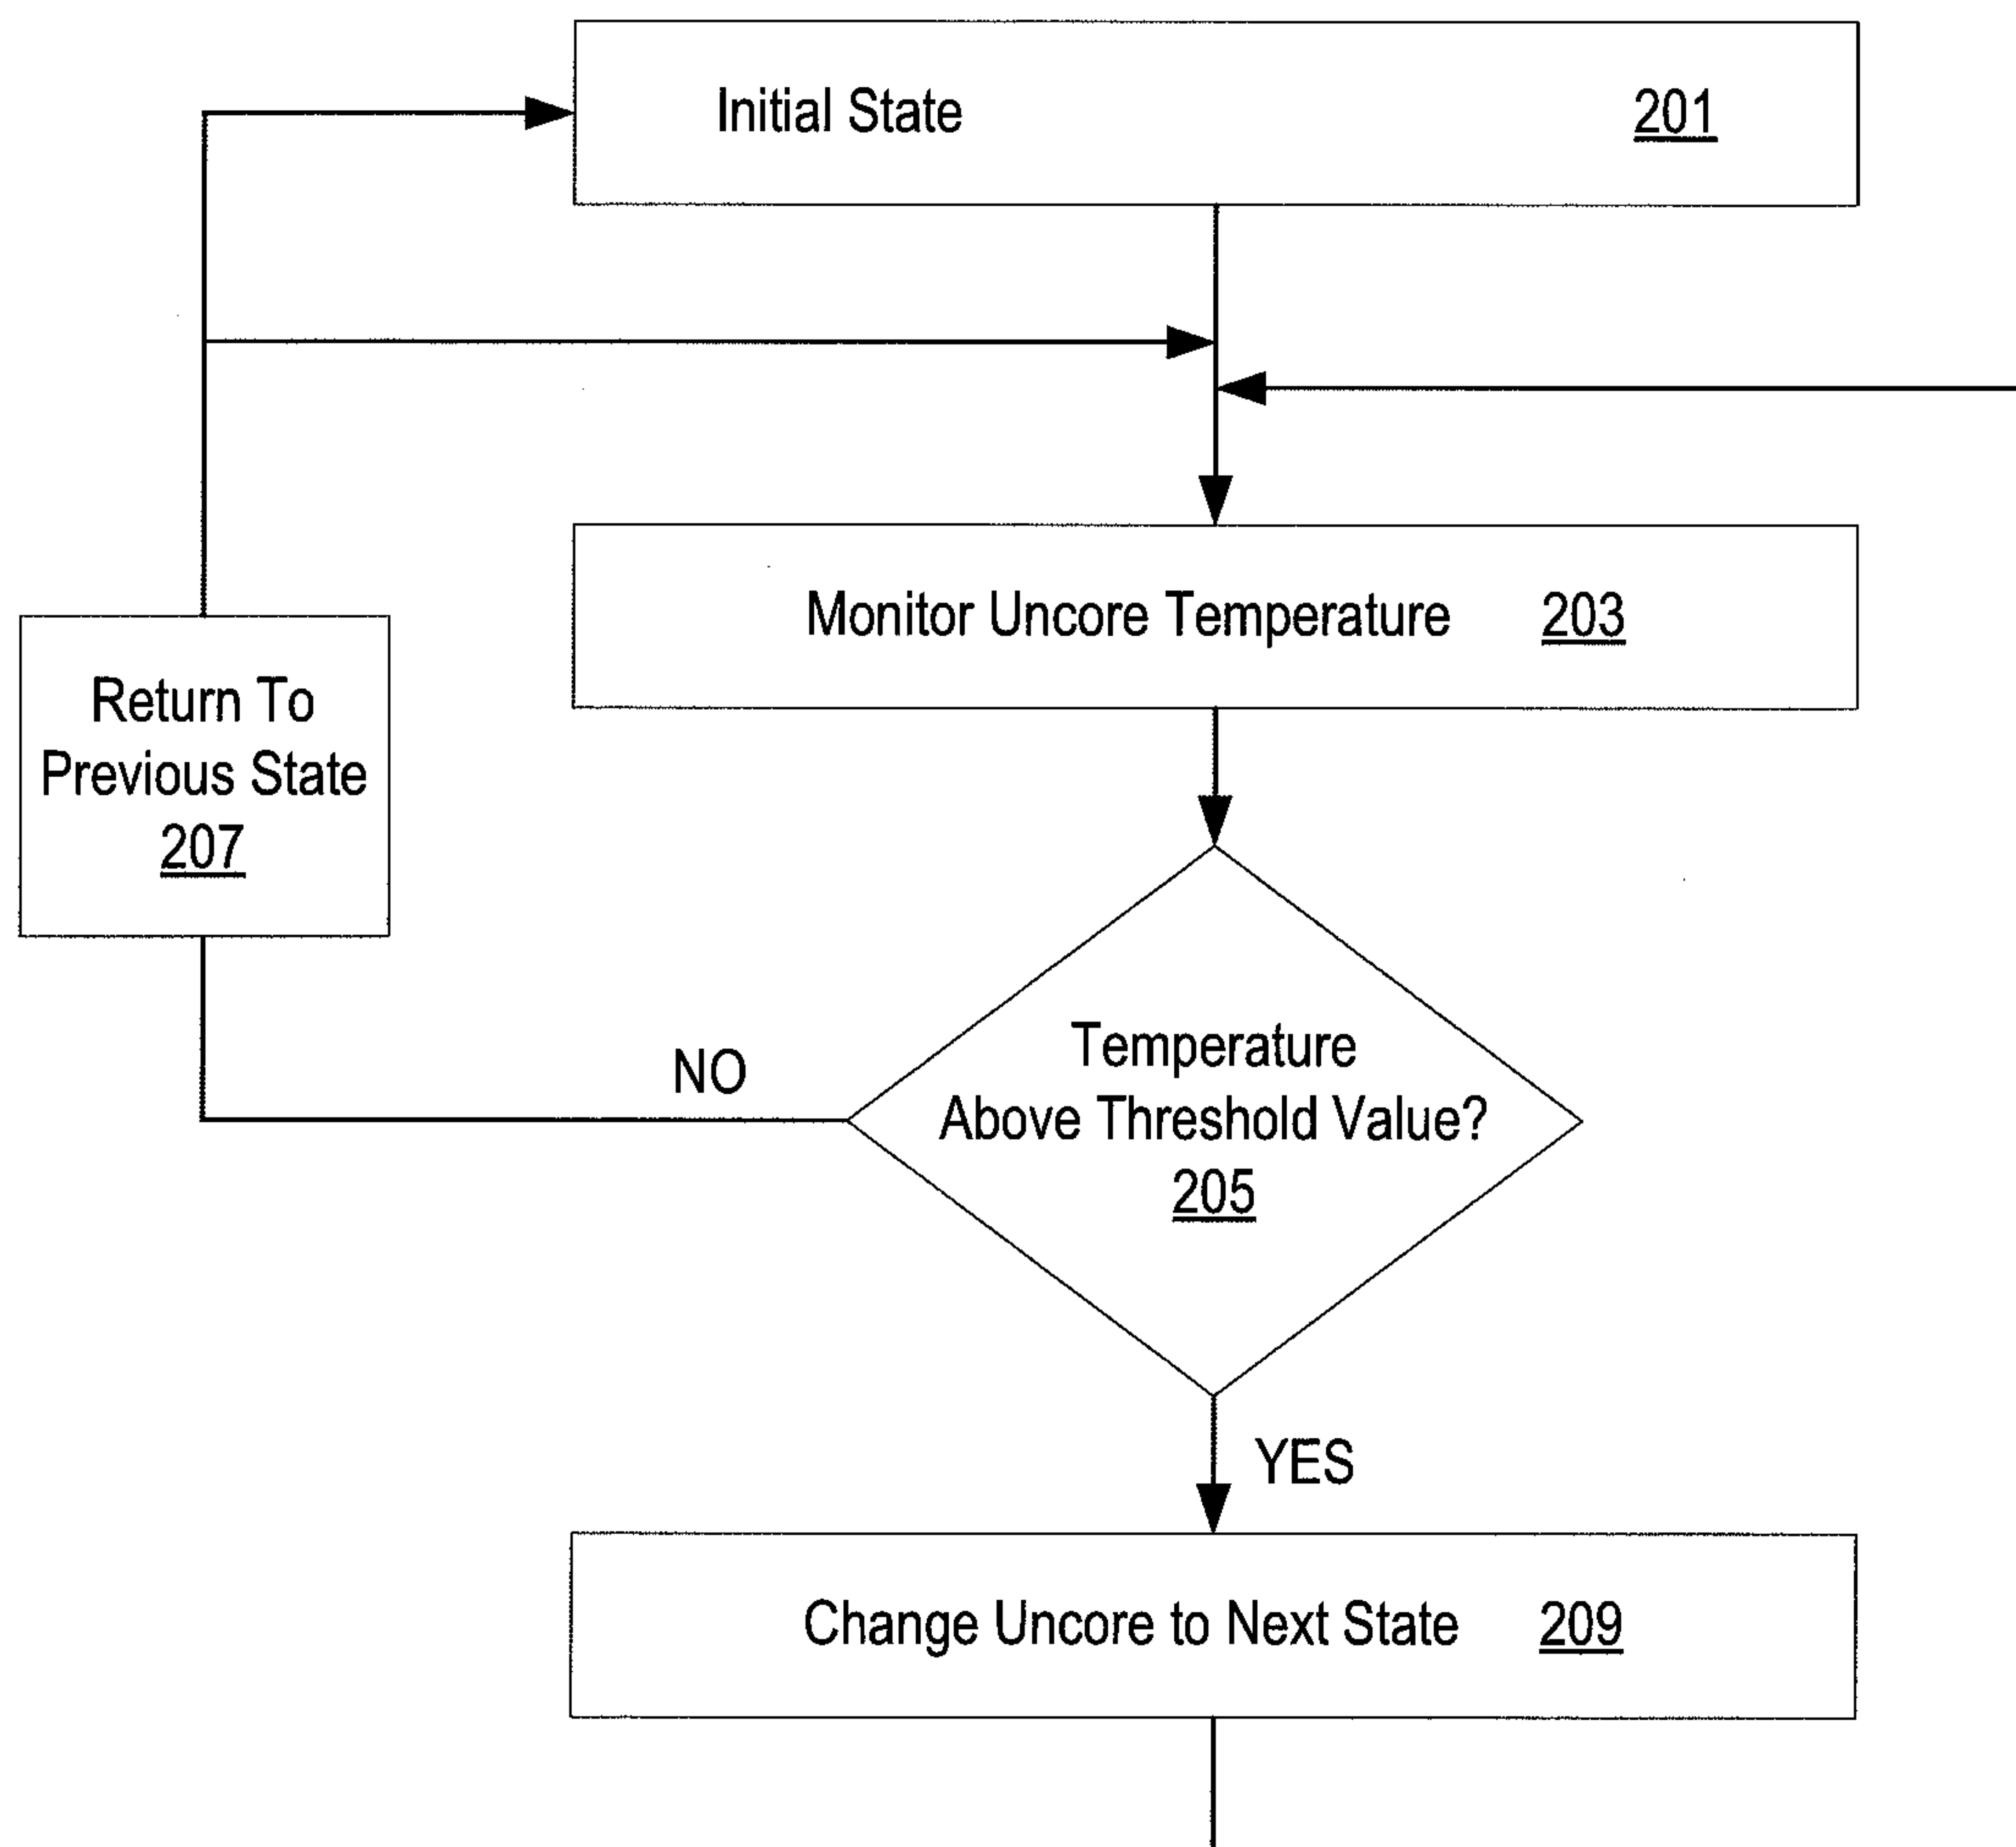 Initial State 201
Monitor Uncore Temperature 203
Return To
Previous State
207
Temperature
Above Threshold Value?
205
NO
YES
Change Uncore to Next State 209